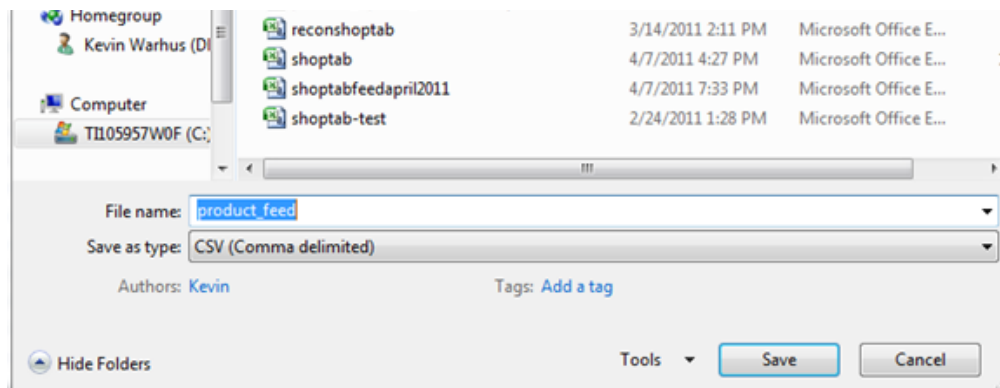 Homegroup
Kevin Warhus (DI
Computer
TI105957W0F (C:)
reconshoptab 3/14/2011 2:11 PM Microsoft Office E...
shoptab 4/7/2011 4:27 PM Microsoft Office E...
shoptabfeedapril2011 4/7/2011 7:33 PM Microsoft Office E...
shoptab-test 2/24/2011 1:28 PM Microsoft Office E...
File name: product_feed
Save as type: CSV (Comma delimited)
Authors: Kevin Tags: Add a tag
Hide Folders Tools Save Cancel